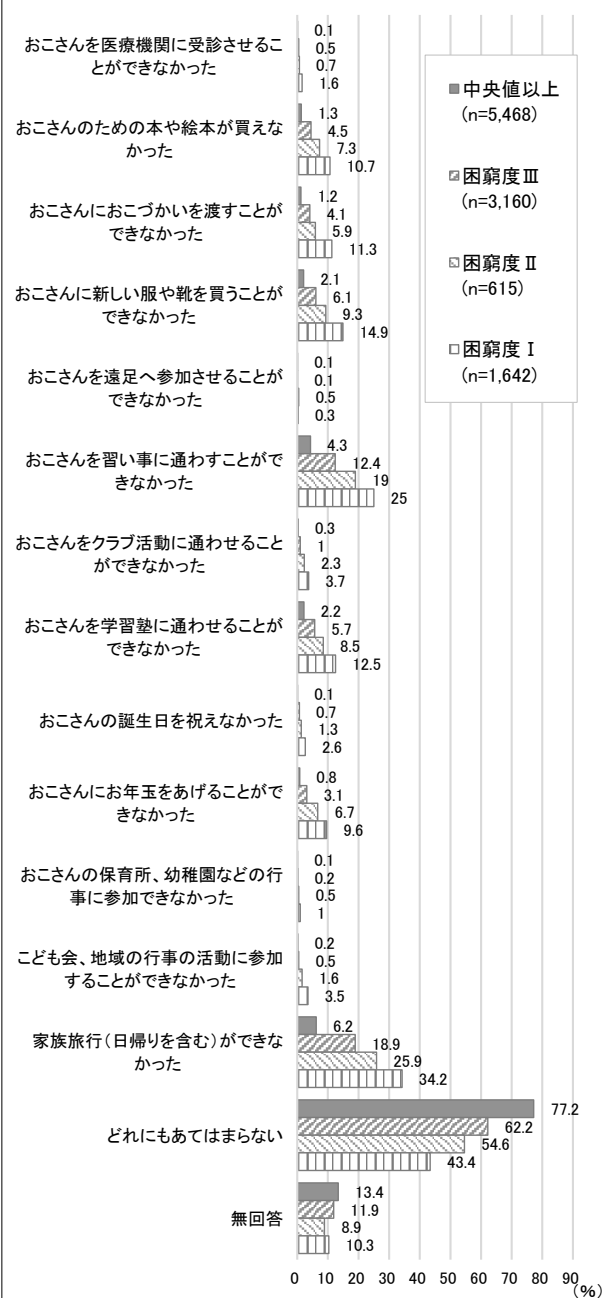 おこさんを医療機関に受診させるこ
とができなかった
0.1
0.5
0.7
1.6
おこさんのための本や絵本が買えな
かった
1.3
4.5
7.3
10.7
おこさんにおこづかいを渡すことが
できなかった
1.2
4.1
5.9
11.3
おこさんに新しい服や靴を買うことが
できなかった
2.1
6.1
9.3
14.9
おこさんを遠足へ参加させることが
できなかった
0.1
0.1
0.5
0.3
おこさんを習い事に通わすことがで
きなかった
4.3
12.4
19
25
おこさんをクラブ活動に通わせること
ができなかった
0.3
1
2.3
3.7
おこさんを学習塾に通わせることが
できなかった
2.2
5.7
8.5
12.5
おこさんの誕生日を祝えなかった
0.1
0.7
1.3
2.6
おこさんにお年玉をあげることがで
きなかった
0.8
3.1
6.7
9.6
おこさんの保育所、幼稚園などの行
事に参加できなかった
0.1
0.2
0.5
1
こども会、地域の行事の活動に参加
することができなかった
0.2
0.5
1.6
3.5
家族旅行(日帰りを含む)ができな
かった
6.2
18.9
25.9
34.2
どれにもあてはまらない
77.2
62.2
54.6
43.4
無回答
13.4
11.9
8.9
10.3
0 10 20 30 40 50 60 70 80 90
(%)
中央値以上
(n=5,468)
困窮度Ⅲ
(n=3,160)
困窮度Ⅱ
(n=615)
困窮度Ⅰ
(n=1,642)